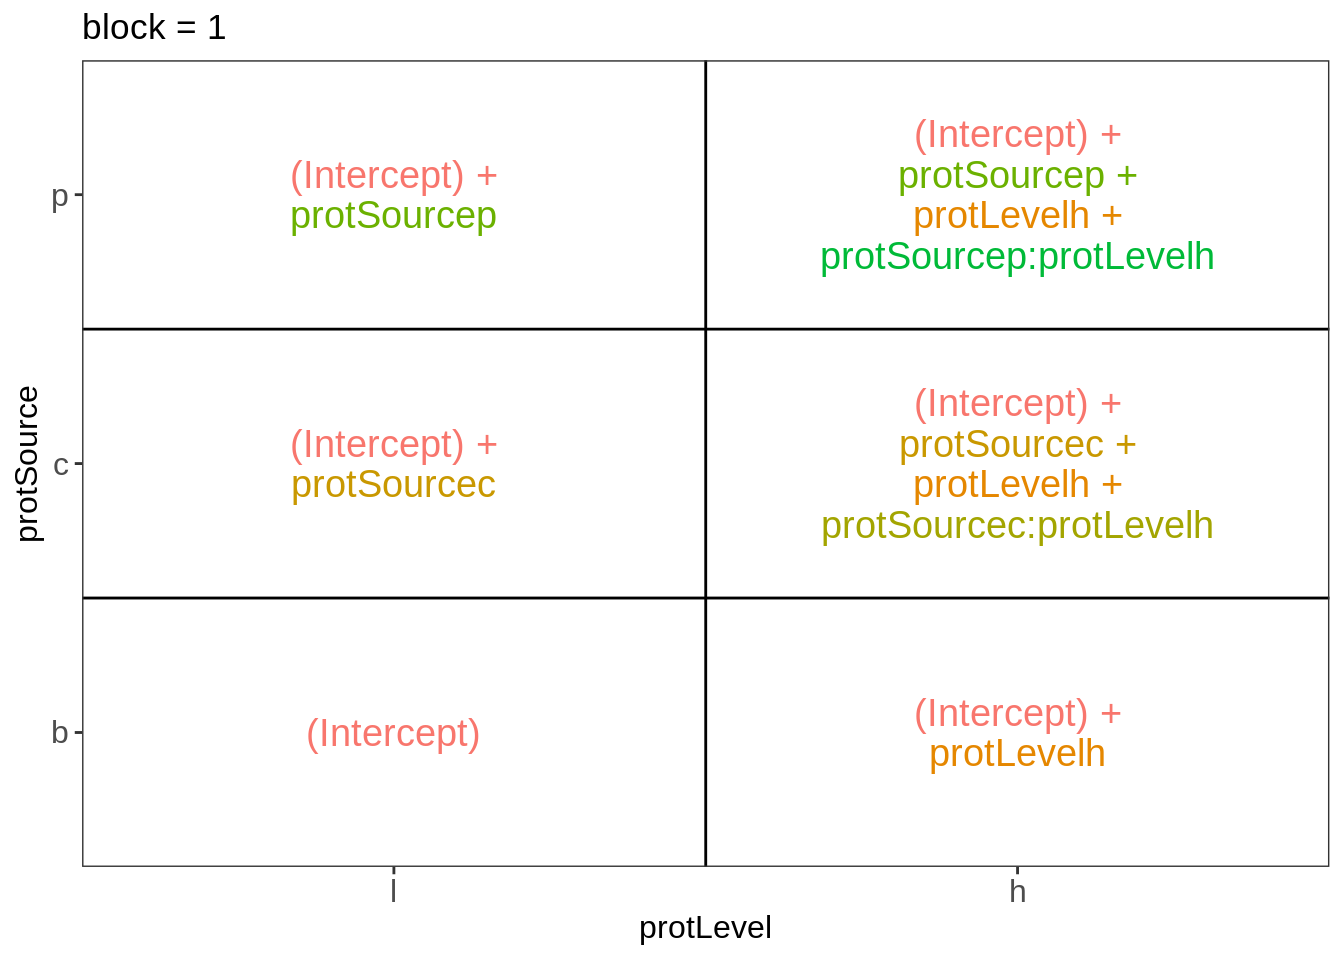 block = 1
protSource
p
(Intercept) +
protSourcep
(Intercept) +
protSourcep +
protLevelh +
protSourcep:protLevelh
c
(Intercept) +
protSourcec
(Intercept) +
protSourcec +
protLevelh +
protSourcec:protLevelh
b
(Intercept)
(Intercept) +
protLevelh
l
h
protLevel